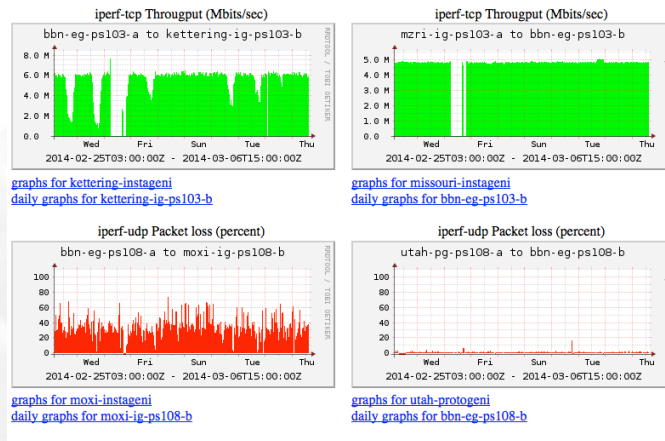 iperf-tcp Througput (Mbits/sec)
bbn-eg-ps103-a to kettering-ig-ps103-b
8.0 M
6.0 M
4.0 M
2.0 M
0.0
Wed Fri Sun Tue Thu
2014-02-25T03:00:00Z - 2014-03-06T15:00:00Z
RRDTOOL / TOBI OETIKER
graphs for kettering-instageni
daily graphs for kettering-ig-ps103-b
iperf-tcp Througput (Mbits/sec)
mzri-ig-ps103-a to bbn-eg-ps103-b
5.0 M
4.0 M
3.0 M
2.0 M
1.0 M
0.0
Wed Fri Sun Tue Thu
2014-02-25T03:00:00Z - 2014-03-06T15:00:00Z
graphs for missouri-instageni
daily graphs for bbn-eg-ps103-b
iperf-udp Packet loss (percent)
bbn-eg-ps108-a to moxi-ig-ps108-b
100
80
60
40
20
0
Wed Fri Sun Tue Thu
2014-02-25T03:00:00Z - 2014-03-06T15:00:00Z
RRDTOOL / TOBI OETIKER
graphs for moxi-instageni
daily graphs for moxi-ig-ps108-b
iperf-udp Packet loss (percent)
utah-pg-ps108-a to bbn-eg-ps108-b
100
80
60
40
20
0
Wed Fri Sun Tue Thu
2014-02-25T03:00:00Z - 2014-03-06T15:00:00Z
graphs for utah-protogeni
daily graphs for bbn-eg-ps108-b